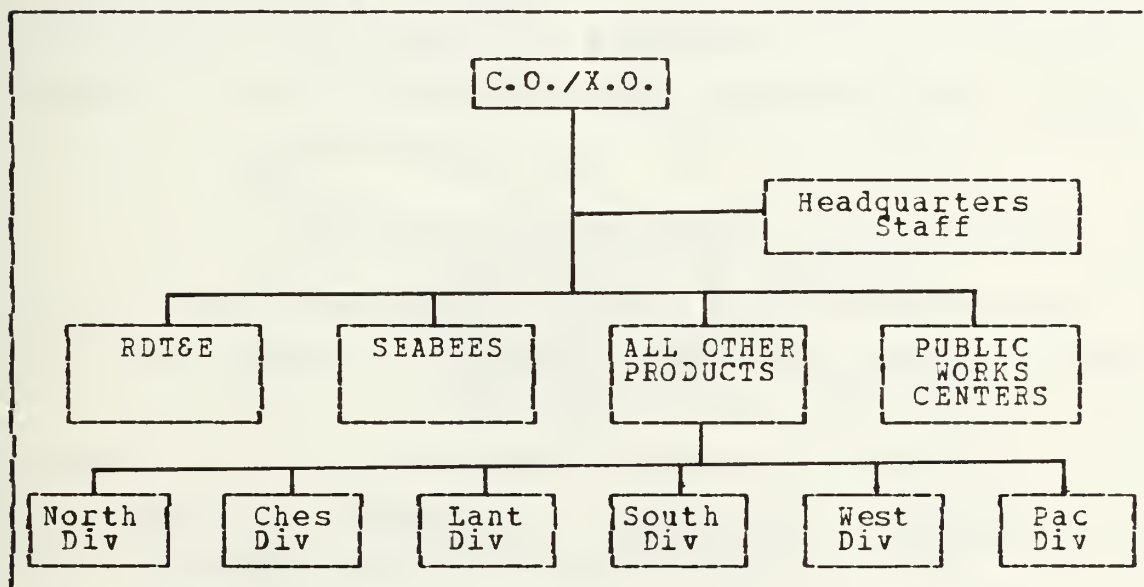 C.O./X.O.
Headquarters
Staff
RDT&E
SEABEES
ALL OTHER
PRODUCTS
PUBLIC
WORKS
CENTERS
North
Div
Ches
Div
Lant
Div
South
Div
West
Div
Pac
Div